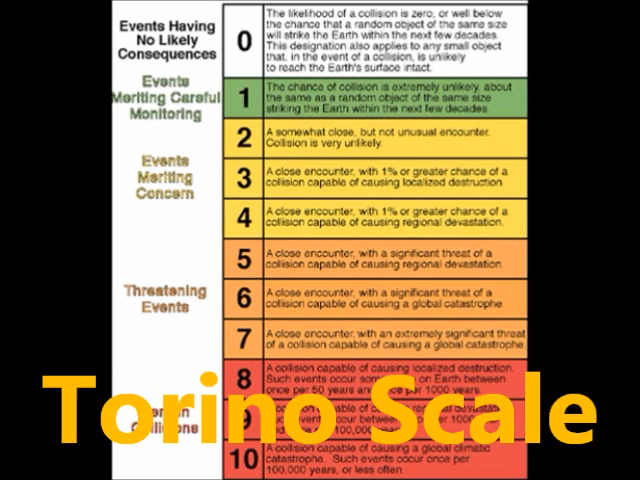 Events Having
No Likely
Consequences
0
The likelihood of a collision is zero, or well below
the chance that a random object of the same size
will strike the Earth within the next few decades.
This designation also applies to any small object
that, in the event of a collision, is unlikely
to reach the Earth's surface intact.
Events
Meriting Careful
Monitoring
1
The chance of collision is extremely unlikely, about
the same as a random object of the same size
striking the Earth within the next few decades.
Events
Meriting
Concern
2
A somewhat close, but not unusual encounter.
Collision is very unlikely.
3
A close encounter, with 1% or greater chance of a
collision capable of causing localized destruction
4
A close encounter, with 1% or greater chance of a
collision capable of causing regional devastation.
Threatening
Events
5
A close encounter, with a significant threat of a
collision capable of causing regional devastation.
6
A close encounter, with a significant threat of a
collision capable of causing a global catastrophe.
7
A close encounter, with an extremely significant threat
of a collision capable of causing a global catastrophe.
8
A collision capable of causing localized destruction.
Such events occur on Earth between
once per 50 years and per 1000 years.
9
capable of
between per
100,000
10
A collision capable of causing a global climatic
catastrophe. Such events occur once per
100,000 years, or less often.
Torino Scale